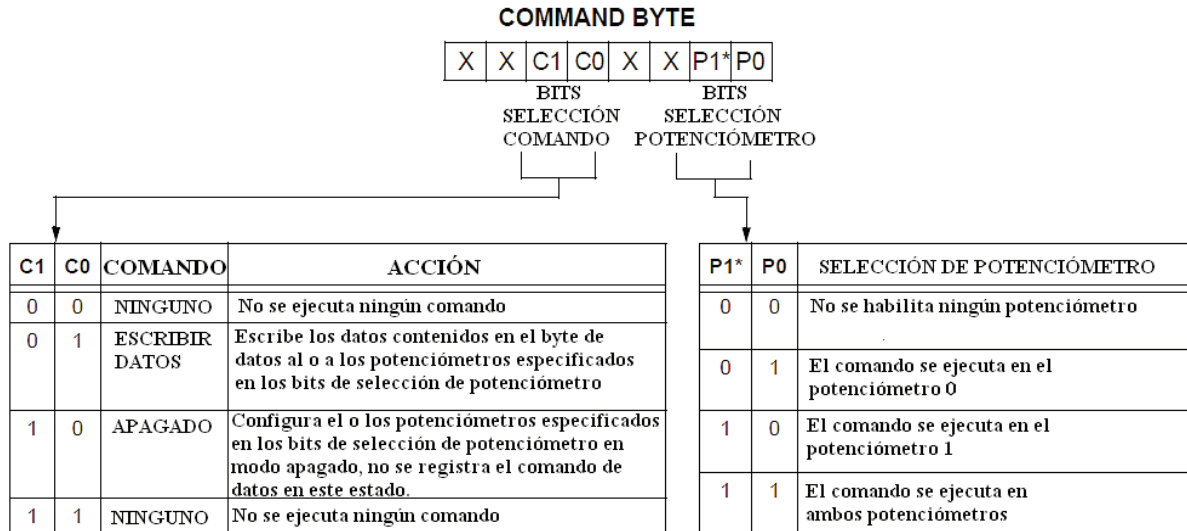 COMMAND BYTE
X X C1 C0 X X P1* P0
BITS
SELECCIÓN
COMANDO
BITS
SELECCIÓN
POTENCIÓMETRO
C1 C0 COMANDO ACCIÓN
0 0 NINGUNO No se ejecuta ningún comando
0 1 ESCRIBIR DATOS Escribe los datos contenidos en el byte de
datos al o a los potenciómetros especificados
en los bits de selección de potenciómetro
1 0 APAGADO Configura el o los potenciómetros especificados
en los bits de selección de potenciómetro en
modo apagado, no se registra el comando de
datos en este estado.
1 1 NINGUNO No se ejecuta ningún comando
P1* P0 SELECCIÓN DE POTENCIÓMETRO
0 0 No se habilita ningún potenciómetro
0 1 El comando se ejecuta en el
potenciómetro 0
1 0 El comando se ejecuta en el
potenciómetro 1
1 1 El comando se ejecuta en
ambos potenciómetros